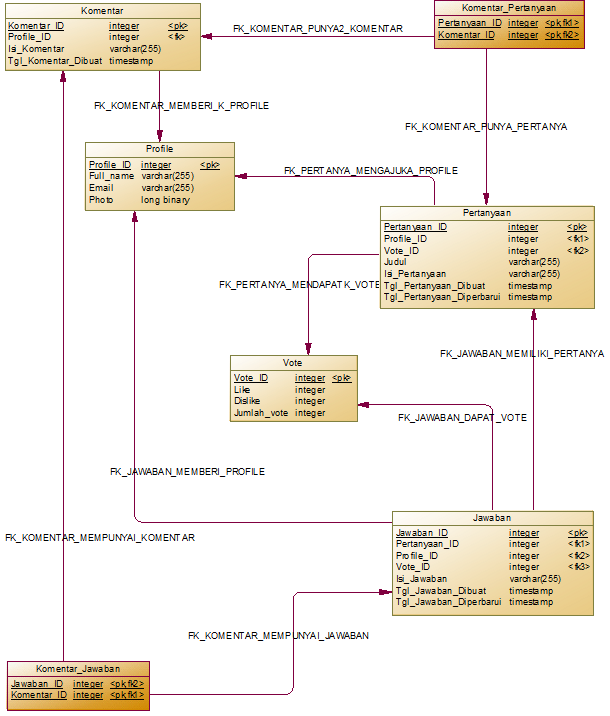 Komentar
Komentar_ID integer <pk>
Profile_ID integer <fk>
Isi_Komentar varchar(255)
Tgl_Komentar_Dibuat timestamp
FK_KOMENTAR_PUNYA2_KOMENTAR
Komentar_Pertanyaan
Pertanyaan_ID integer <pk,fk1>
Komentar_ID integer <pk,fk2>
FK_KOMENTAR_MEMBERI_K_PROFILE
FK_KOMENTAR_PUNYA_PERTANYA
Profile
Profile_ID integer <pk>
Full_name varchar(255)
Email varchar(255)
Photo long binary
FK_PERTANYA_MENGAJUKA_PROFILE
Pertanyaan
Pertanyaan_ID integer <pk>
Profile_ID integer <fk1>
Vote_ID integer <fk2>
Judul varchar(255)
Isi_Pertanyaan varchar(255)
Tgl_Pertanyaan_Dibuat timestamp
Tgl_Pertanyaan_Diperbarui timestamp
FK_PERTANYA_MENDAPATK_VOTE
FK_JAWABAN_MEMILIKI_PERTANYA
Vote
Vote_ID integer <pk>
Like integer
Dislike integer
Jumlah_vote integer
FK_JAWABAN_DAPAT_VOTE
FK_JAWABAN_MEMBERI_PROFILE
Jawaban
Jawaban_ID integer <pk>
Pertanyaan_ID integer <fk1>
Profile_ID integer <fk2>
Vote_ID integer <fk3>
Isi_Jawaban varchar(255)
Tgl_Jawaban_Dibuat timestamp
Tgl_Jawaban_Diperbarui timestamp
FK_KOMENTAR_MEMPUNYAI_KOMENTAR
FK_KOMENTAR_MEMPUNYAI_JAWABAN
Komentar_Jawaban
Jawaban_ID integer <pk,fk2>
Komentar_ID integer <pk,fk1>